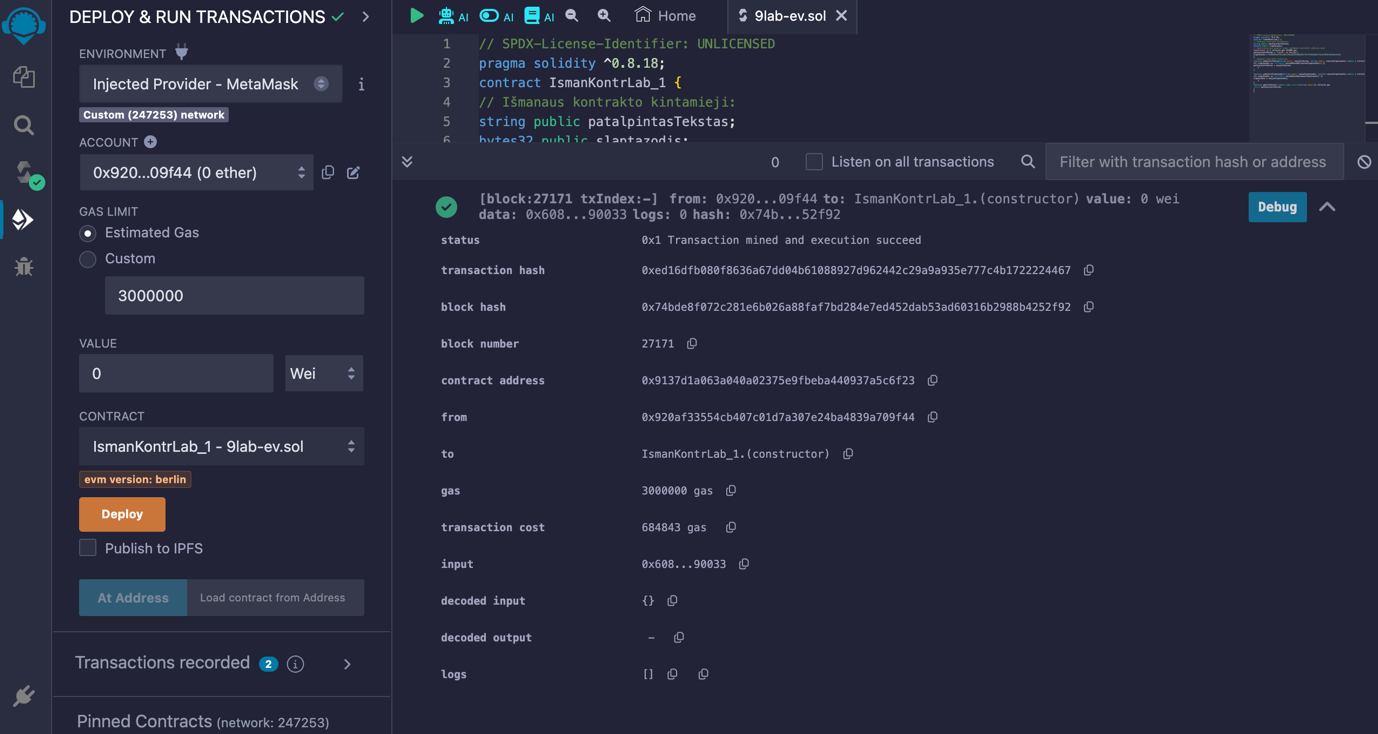 DEPLOY & RUN TRANSACTIONS
ENVIRONMENT
Injected Provider - MetaMask
Custom (247253) network
ACCOUNT
0x920...09f44 (0 ether)
GAS LIMIT
Estimated Gas
Custom
3000000
VALUE
0
Wei
CONTRACT
IsmanKontrLab_1 - 9lab-ev.sol
evm version: berlin
Deploy
Publish to IPFS
At Address
Load contract from Address
Transactions recorded 2
Pinned Contracts (network: 247253)
AI AI AI Home 9lab-ev.sol
1 // SPDX-License-Identifier: UNLICENSED
2 pragma solidity ^0.8.18;
3 contract IsmanKontrLab_1 {
4 // Išmanaus kontrakto kintamieji:
5 string public patalpintasTekstas;
6 bytes32 public slaptazodis;
0 Listen on all transactions Filter with transaction hash or address
[block:27171 txIndex:-] from: 0x920...09f44 to: IsmanKontrLab_1.(constructor) value: 0 wei
data: 0x608...90033 logs: 0 hash: 0x74b...52f92
Debug
status 0x1 Transaction mined and execution succeed
transaction hash 0xed16dfb080f8636a67dd04b61088927d962442c29a9a935e777c4b1722224467
block hash 0x74bde8f072c281e6b026a88faf7bd284e7ed452dab53ad60316b2988b4252f92
block number 27171
contract address 0x9137d1a063a040a02375e9fbeba440937a5c6f23
from 0x920af33554cb407c01d7a307e24ba4839a709f44
to IsmanKontrLab_1.(constructor)
gas 3000000 gas
transaction cost 684843 gas
input 0x608...90033
decoded input {}
decoded output -
logs []